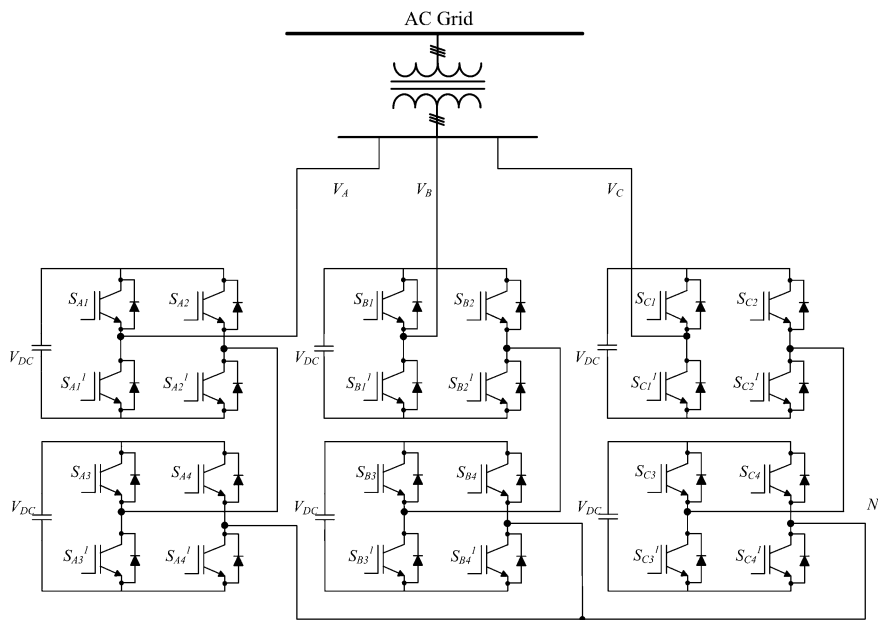 AC Grid
V_A V_B V_C
S_A1 S_A2 S_B1 S_B2 S_C1 S_C2
V_DC V_DC V_DC
S_A1^1 S_A2^1 S_B1^1 S_B2^1 S_C1^1 S_C2^1
S_A3 S_A4 S_B3 S_B4 S_C3 S_C4
V_DC V_DC V_DC N
S_A3^1 S_A4^1 S_B3^1 S_B4^1 S_C3^1 S_C4^1